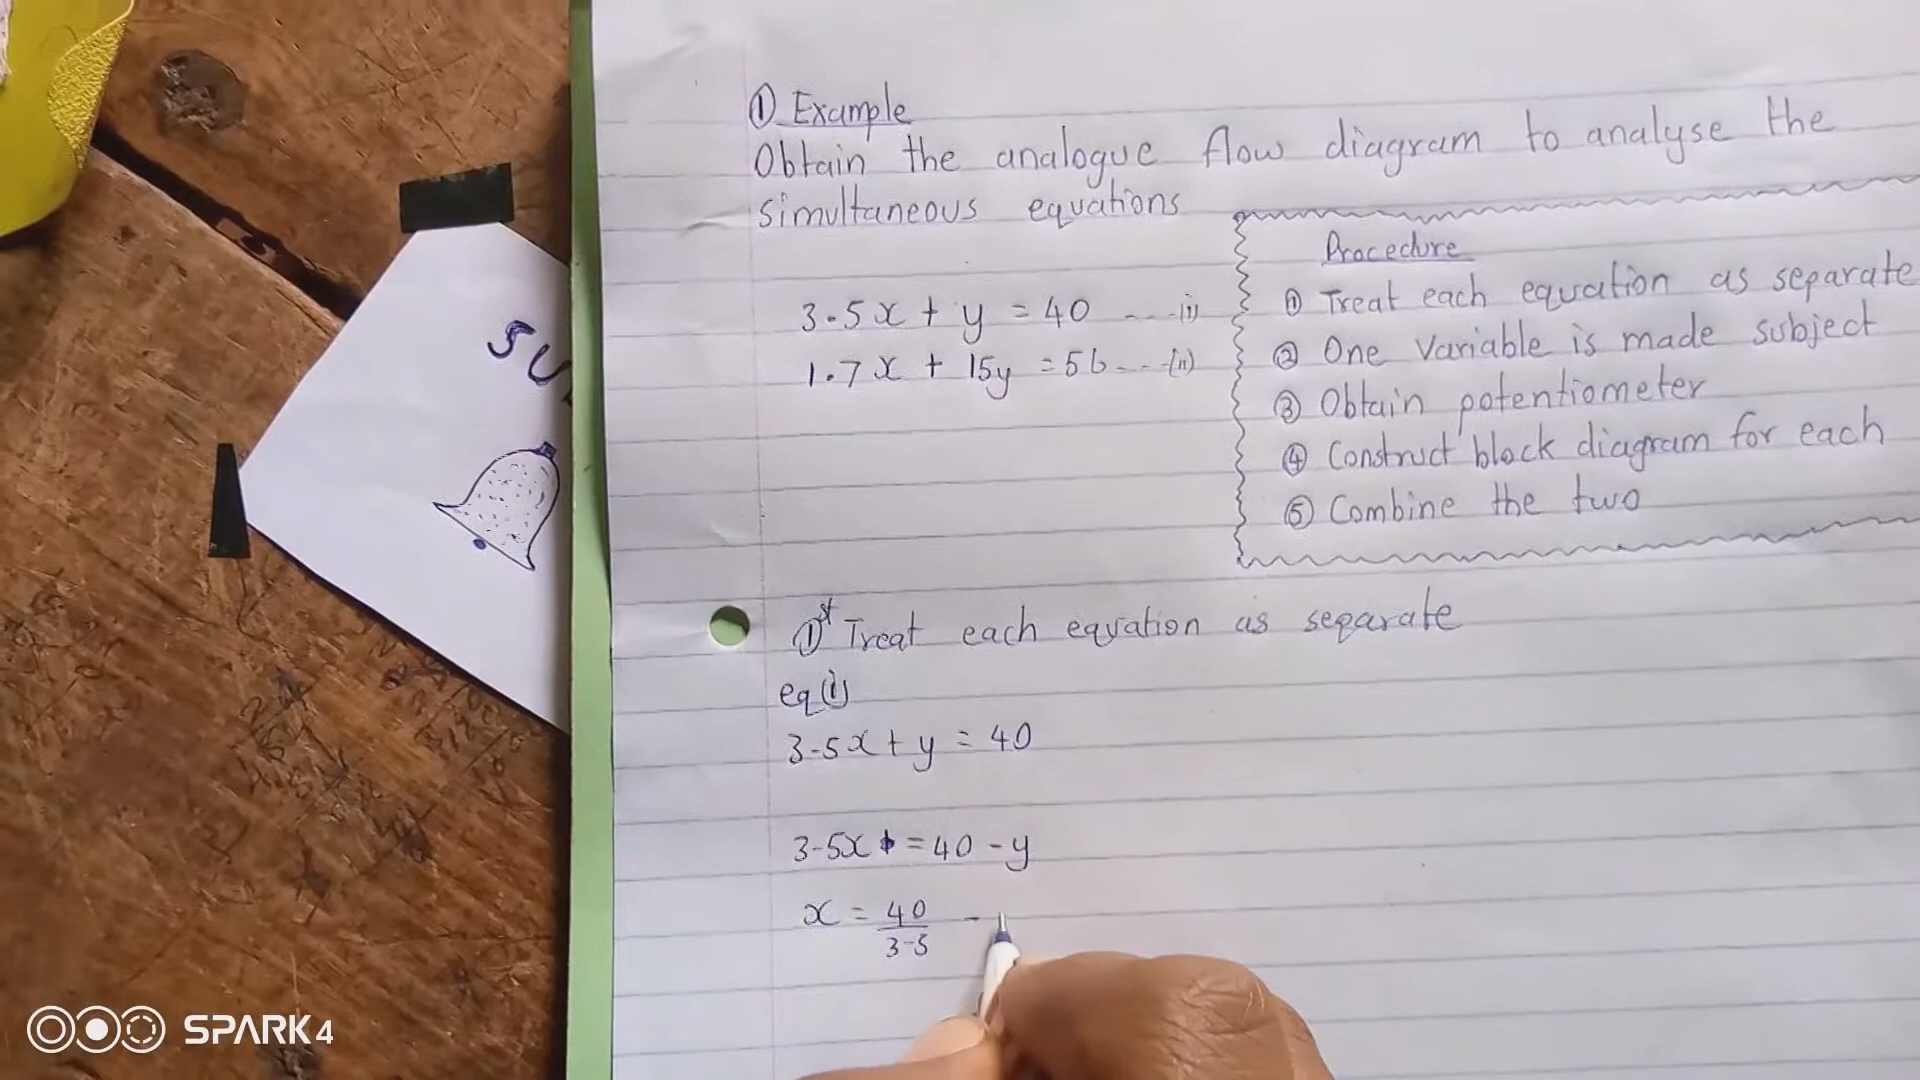 ① Example
Obtain the analogue flow diagram to analyse the
simultaneous equations
3.5x + y = 40 ---(i)
1.7x + 15y = 56 ---(ii)
Procedure
① Treat each equation as separate
② One variable is made subject
③ Obtain potentiometer
④ Construct block diagram for each
⑤ Combine the two
①st Treat each equation as separate
eq(i)
3.5x + y = 40
3.5x = 40 - y
x = 40/3.5 -
SPARK 4